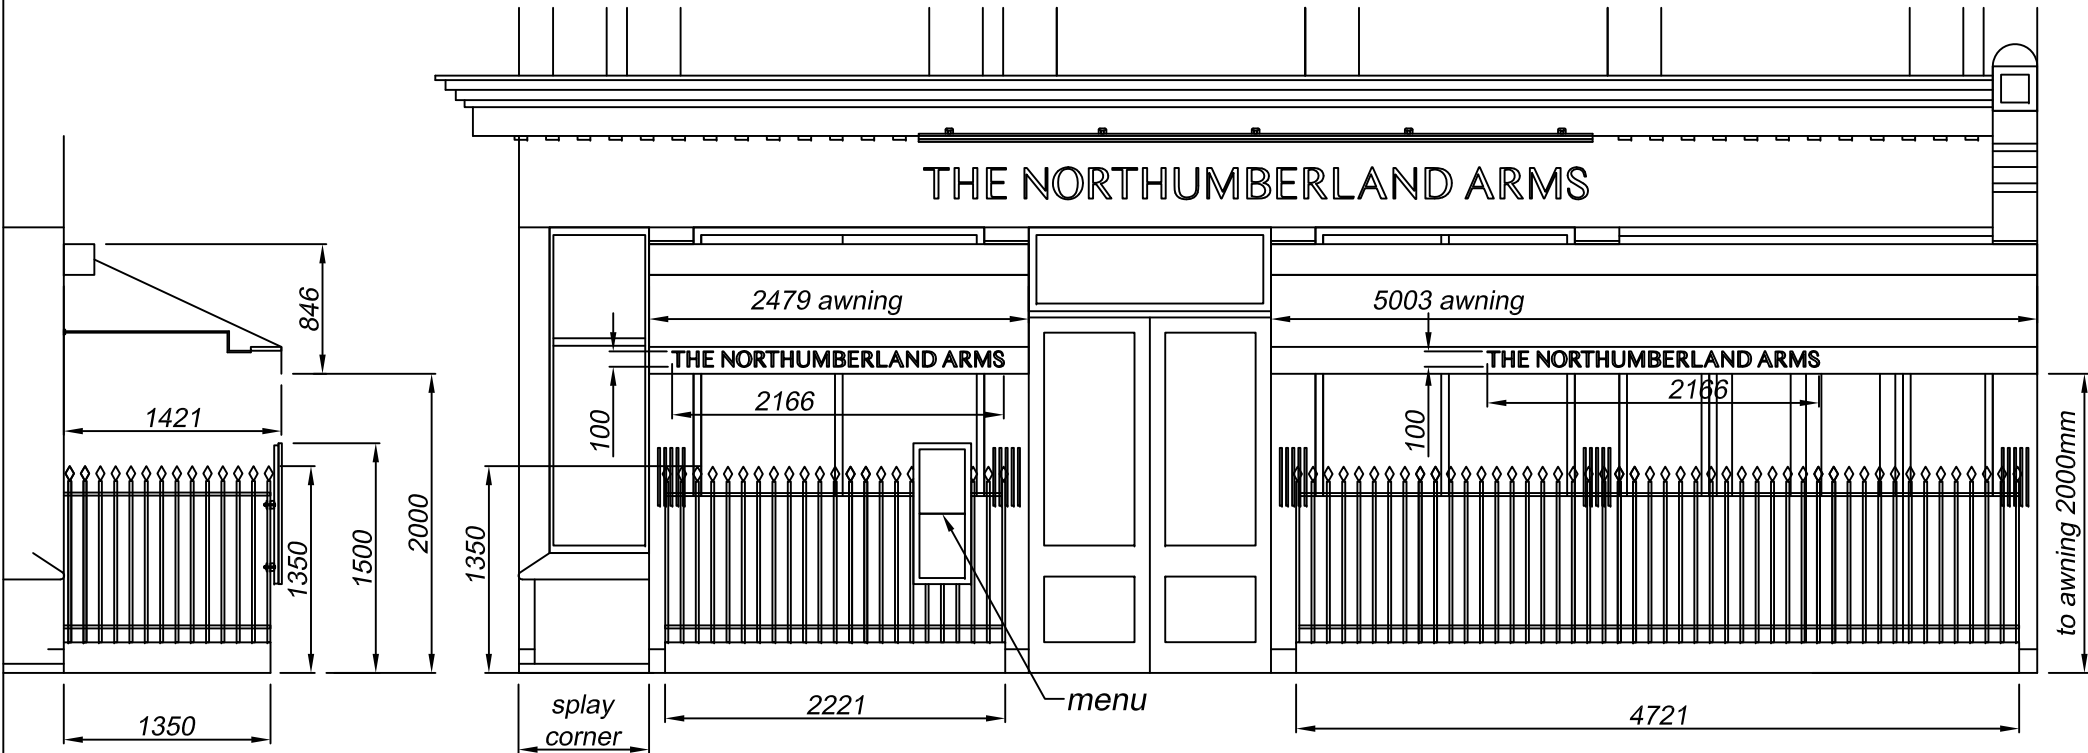 THE NORTHUMBERLAND ARMS
2479 awning
5003 awning
846
THE NORTHUMBERLAND ARMS
THE NORTHUMBERLAND ARMS
2166
2166
1421
100
100
1350
1500
2000
1350
to awning 2000mm
1350
splay
corner
2221
menu
4721